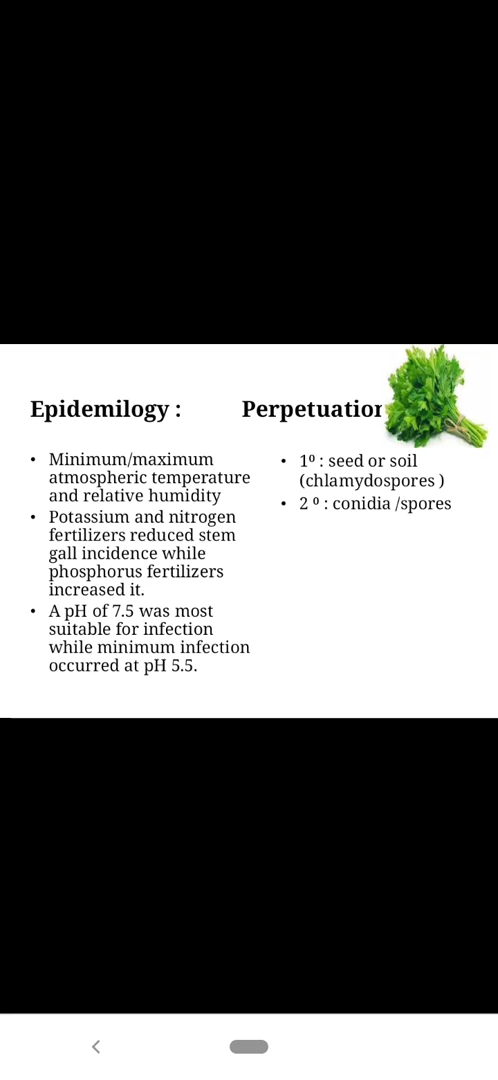 Epidemilogy :
• Minimum/maximum
atmospheric temperature
and relative humidity
• Potassium and nitrogen
fertilizers reduced stem
gall incidence while
phosphorus fertilizers
increased it.
• A pH of 7.5 was most
suitable for infection
while minimum infection
occurred at pH 5.5.
Perpetuation
• 1º : seed or soil
(chlamydospores )
• 2 º : conidia /spores